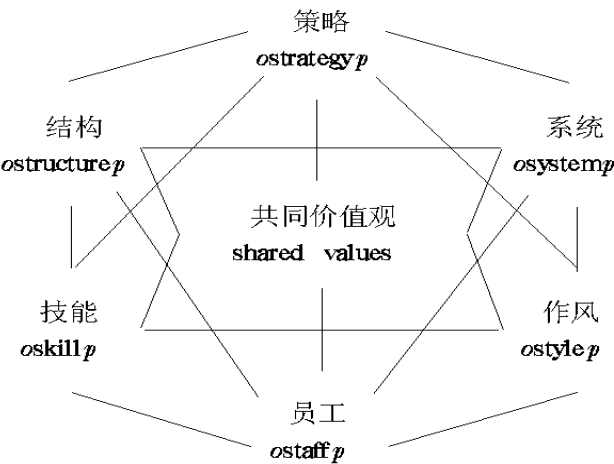 策略
ostrategyp
结构
ostructurep
系统
osystemp
共同价值观
shared values
技能
oskillp
作风
ostylep
员工
ostaffp